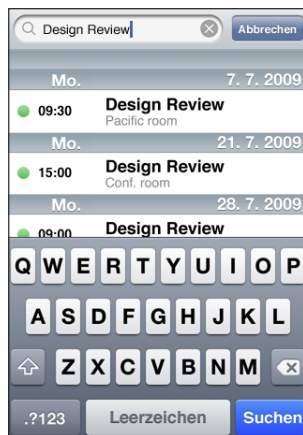 Design Review Abbrechen
Mo. 7. 7. 2009
09:30 Design Review
Pacific room
Mo. 21. 7. 2009
15:00 Design Review
Conf. room
Mo. 28. 7. 2009
09:00 Design Review
Q W E R T Y U I O P
A S D F G H J K L
Z X C V B N M
.?123 Leerzeichen Suchen